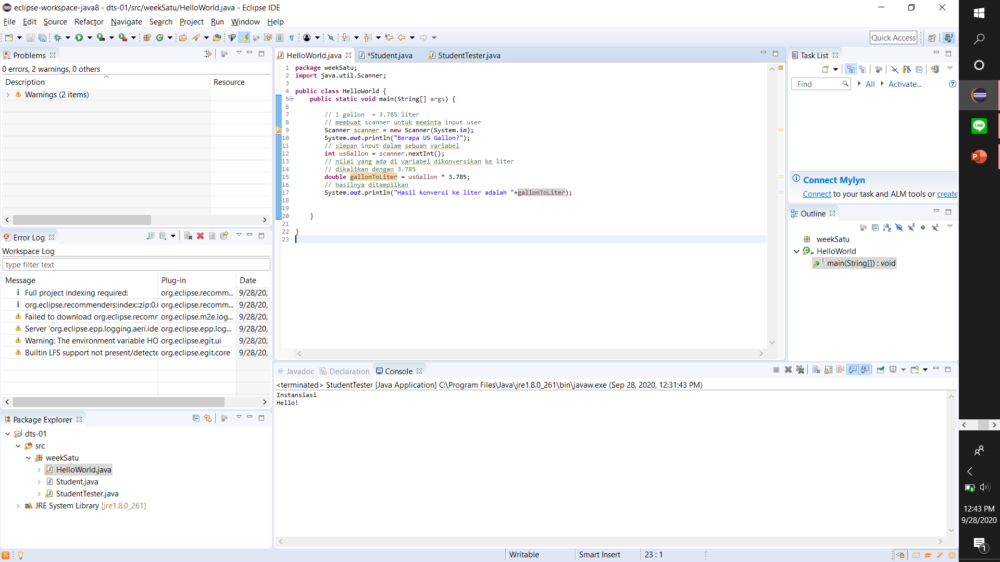 eclipse-workspace-java8 - dts-01/src/weekSatu/HelloWorld.java - Eclipse IDE
File Edit Source Refactor Navigate Search Project Run Window Help
Quick Access
Problems
0 errors, 2 warnings, 0 others
Description Resource
Warnings (2 items)
Error Log
Workspace Log
type filter text
Message Plug-in Date
Full project indexing required: org.eclipse.recomm... 9/28/20,
org.eclipse.recommenders:index::zip:0. org.eclipse.recomm... 9/28/20,
Failed to download org.eclipse.recomm org.eclipse.m2e.log... 9/28/20,
Server 'org.eclipse.epp.logging.aeri.ide org.eclipse.epp.log... 9/28/20,
Warning: The environment variable HO org.eclipse.egit.ui 9/28/20,
Builtin LFS support not present/detecte org.eclipse.egit.core 9/28/20,
Package Explorer
dts-01
src
weekSatu
HelloWorld.java
Student.java
StudentTester.java
JRE System Library [jre1.8.0_261]
HelloWorld.java *Student.java StudentTester.java
1 package weekSatu;
2 import java.util.Scanner;
3
4 public class HelloWorld {
5 public static void main(String[] args) {
6
7 // 1 gallon  = 3.785 liter
8 // membuat scanner untuk meminta input user
9 Scanner scanner = new Scanner(System.in);
10 System.out.println("Berapa US Gallon?");
11 // simpan input dalam sebuah variabel
12 int usGallon = scanner.nextInt();
13 // nilai yang ada di variabel dikonversikan ke liter
14 // dikalikan dengan 3.785
15 double gallonToLiter = usGallon * 3.785;
16 // hasilnya ditampilkan
17 System.out.println("Hasil konversi ke liter adalah "+gallonToLiter);
18
19
20 }
21
22 }
23
Javadoc Declaration Console
<terminated> StudentTester [Java Application] C:\Program Files\Java\jre1.8.0_261\bin\javaw.exe (Sep 28, 2020, 12:31:43 PM)
Instansiasi
Hello!
Task List
Find All Activate...
Connect Mylyn
Connect to your task and ALM tools or create
Outline
weekSatu
HelloWorld
main(String[]) : void
Writable Smart Insert 23 : 1
LINE
P
12:43 PM
9/28/2020
1